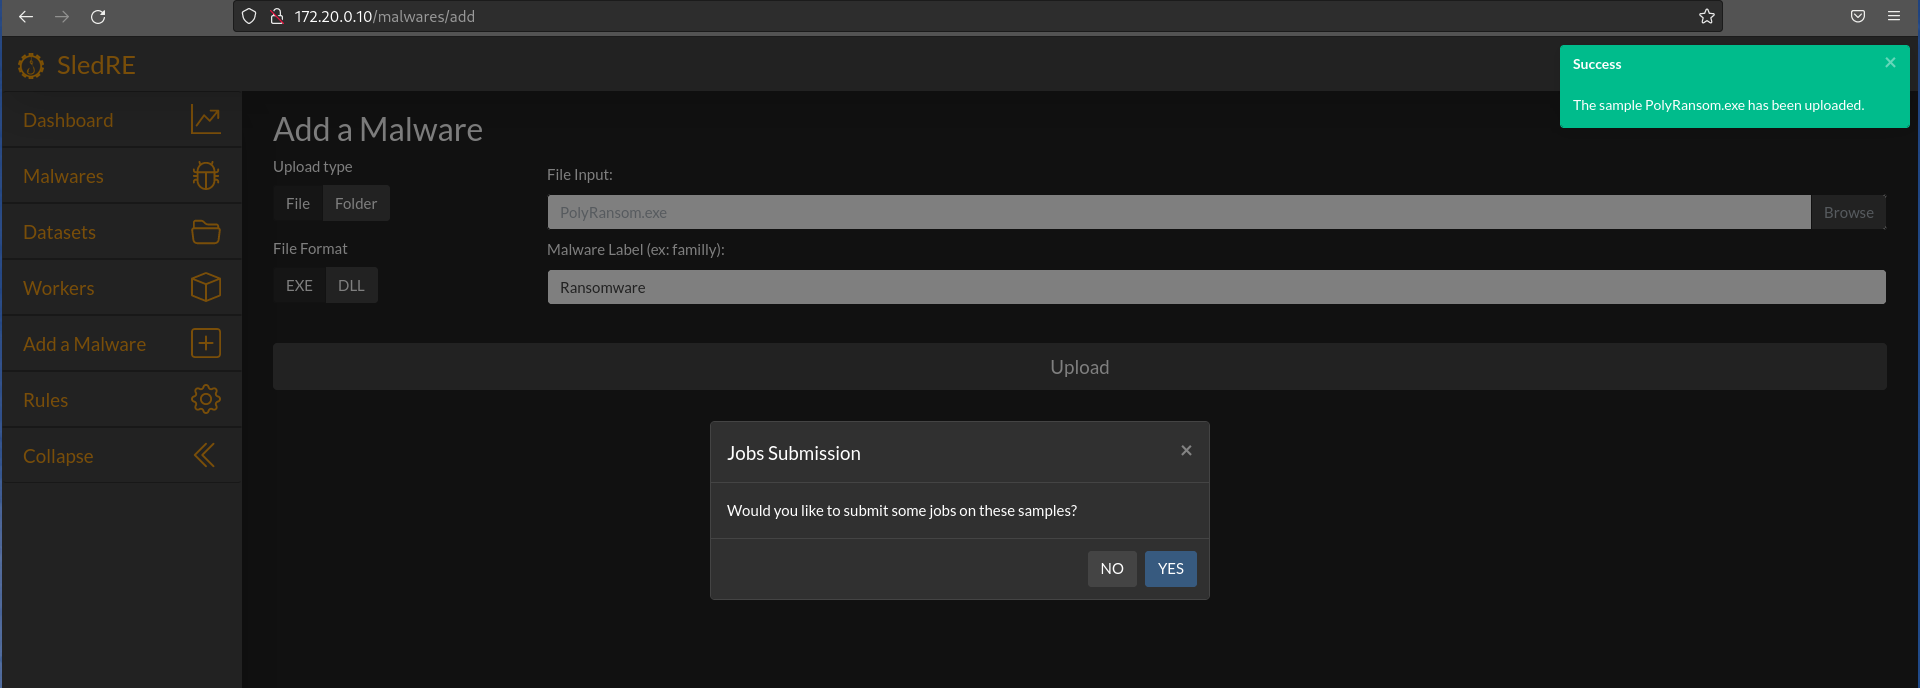 172.20.0.10/malwares/add
SledRE
Success
The sample PolyRansom.exe has been uploaded.
Dashboard
Malwares
Datasets
Workers
Add a Malware
Rules
Collapse
Add a Malware
Upload type
File Folder
File Format
EXE DLL
File Input:
PolyRansom.exe Browse
Malware Label (ex: familly):
Ransomware
Upload
Jobs Submission
Would you like to submit some jobs on these samples?
NO YES